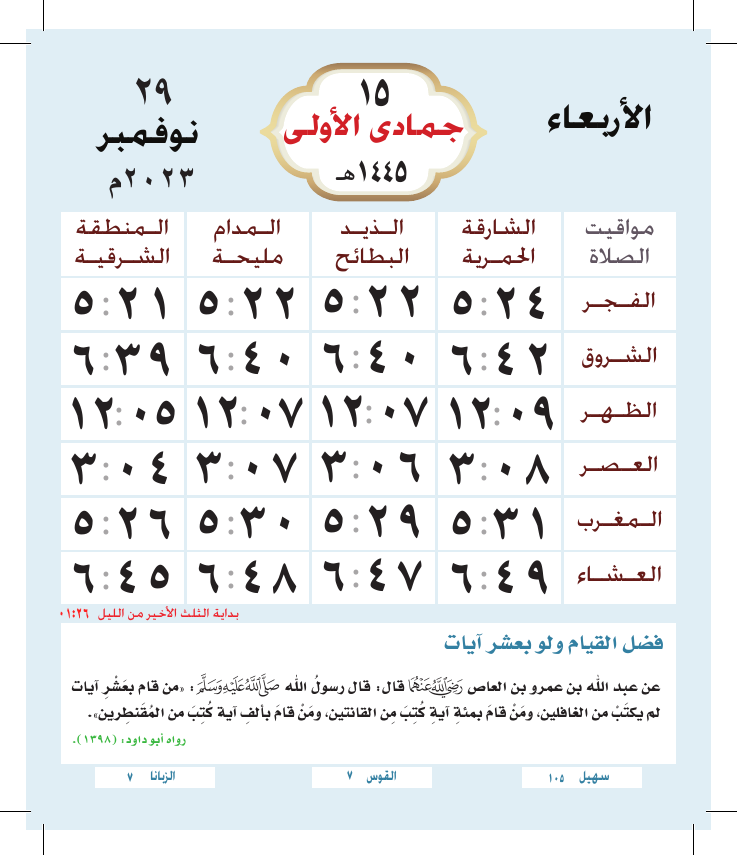 الأربعاء
١٥
جمادى الأولى
١٤٤٥هـ
٢٩
نوفمبر
٢٠٢٣م
مواقيت الصلاة | الشارقة الحمرية | الذيد البطائح | المدام مليحة | المنطقة الشرقية
الفجر ٥:٢٤ ٥:٢٢ ٥:٢٢ ٥:٢١
الشروق ٦:٤٢ ٦:٤٠ ٦:٤٠ ٦:٣٩
الظهر ١٢:٠٩ ١٢:٠٧ ١٢:٠٧ ١٢:٠٥
العصر ٣:٠٨ ٣:٠٦ ٣:٠٧ ٣:٠٤
المغرب ٥:٣١ ٥:٢٩ ٥:٣٠ ٥:٢٦
العشاء ٦:٤٩ ٦:٤٧ ٦:٤٨ ٦:٤٥
بداية الثلث الأخير من الليل ٠١:٢٦
فضل القيام ولو بعشر آيات
عن عبد الله بن عمرو بن العاص رَضِيَ اللَّهُ عَنْهُمَا قال: قال رسولُ الله صَلَّى اللَّهُ عَلَيْهِ وَسَلَّمَ: «من قام بعَشْرِ آيات
لم يكتَبْ من الغافلين، ومَنْ قامَ بمئةِ آيةٍ كُتِبَ مِن القانتين، ومَنْ قامَ بألفِ آية كُتِبَ من المُقَنطِرين».
رواه أبو داود: (١٣٩٨).
سهيل ١٠٥
القوس ٧
الزبانا ٧